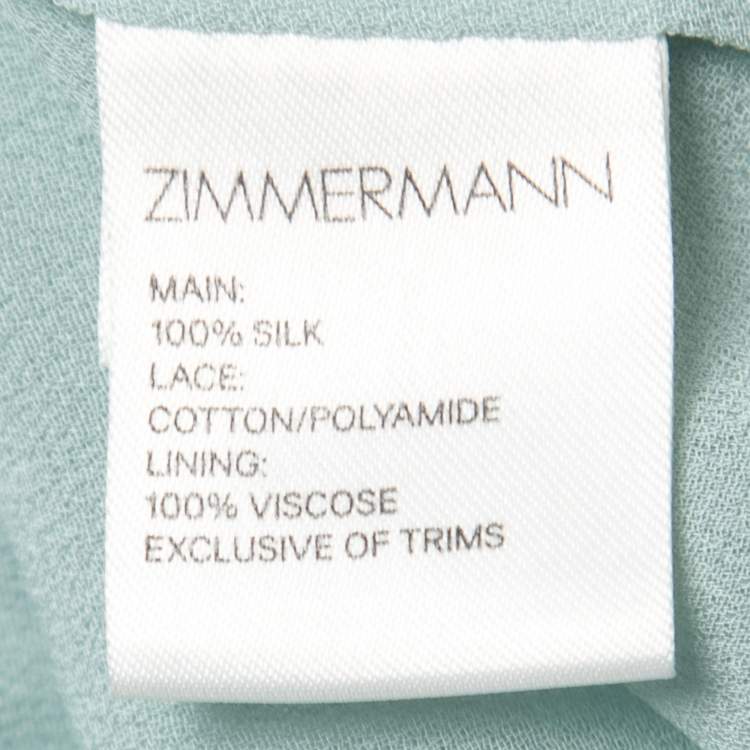 ZIMMERMANN
MAIN:
100% SILK
LACE:
COTTON/POLYAMIDE
LINING:
100% VISCOSE
EXCLUSIVE OF TRIMS